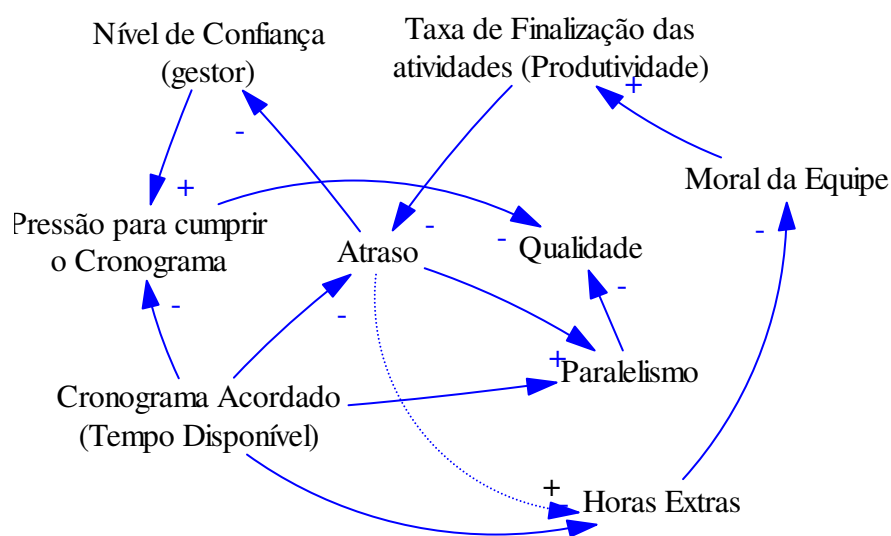 Nível de Confiança
(gestor)
Taxa de Finalização das
atividades (Produtividade)
+
-
Moral da Equipe
+
Pressão para cumprir
o Cronograma
-
-
-
Qualidade
Atraso
-
-
-
+
Paralelismo
Cronograma Acordado
(Tempo Disponível)
+
-
Horas Extras